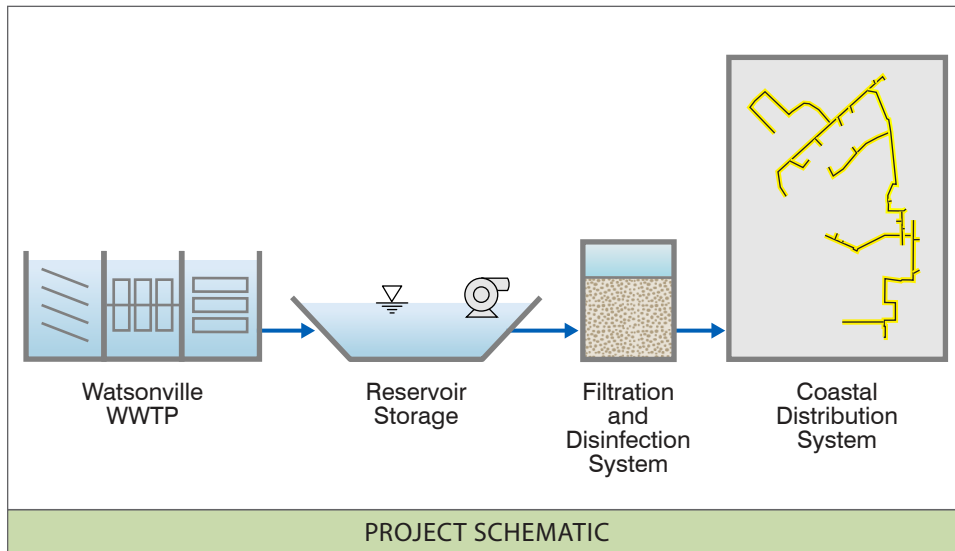 Watsonville
WWTP
Reservoir
Storage
Filtration
and
Disinfection
System
Coastal
Distribution
System
PROJECT SCHEMATIC